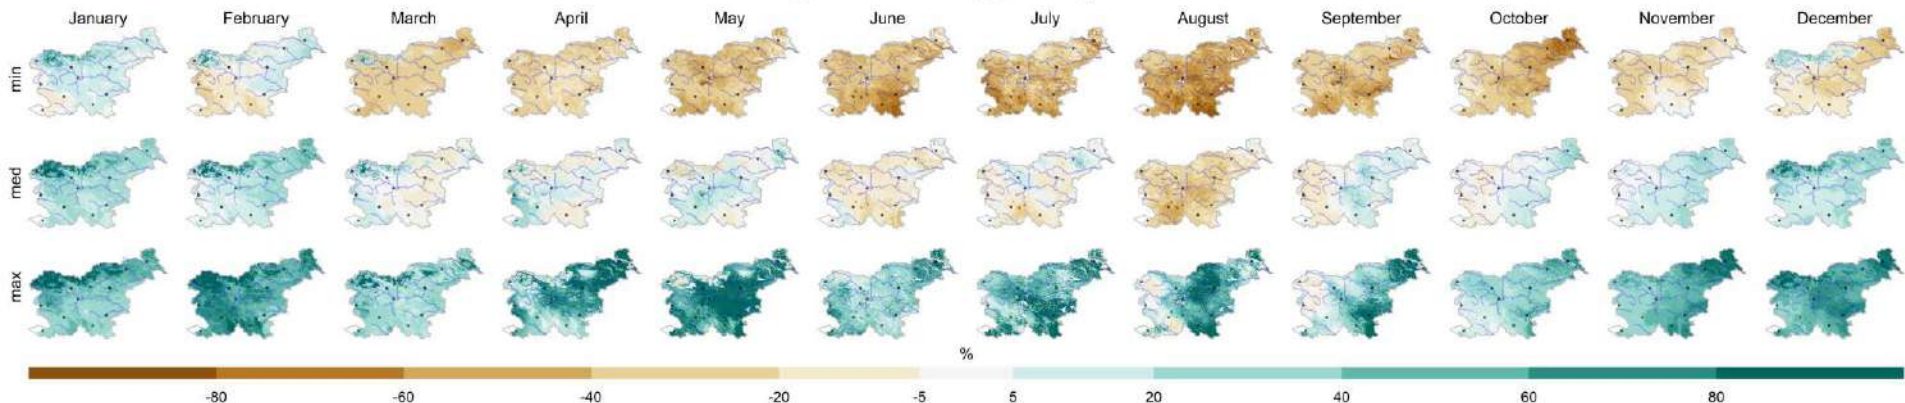 January February March April May June July August September October November December
min
med
max
%
-80 -60 -40 -20 -5 5 20 40 60 80